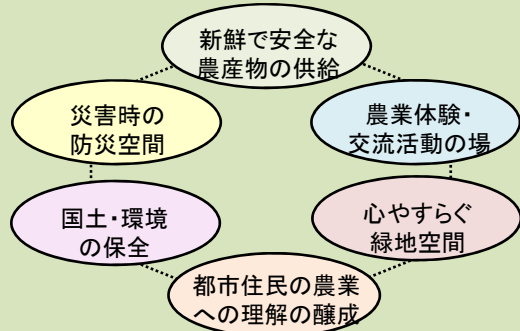 新鮮で安全な
農産物の供給
災害時の
防災空間
農業体験・
交流活動の場
国土・環境
の保全
心やすらぐ
緑地空間
都市住民の農業
への理解の醸成